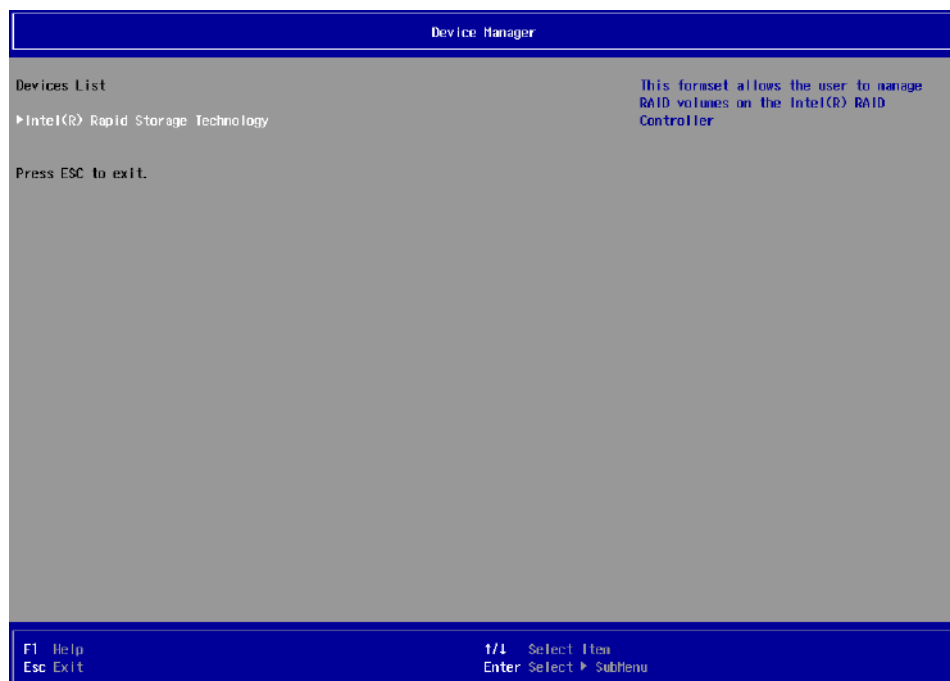 Device Manager
Devices List
▶Intel(R) Rapid Storage Technology
Press ESC to exit.
This formset allows the user to manage
RAID volumes on the Intel(R) RAID
Controller
F1 Help
Esc Exit
↑/↓ Select Item
Enter Select ▶ SubMenu